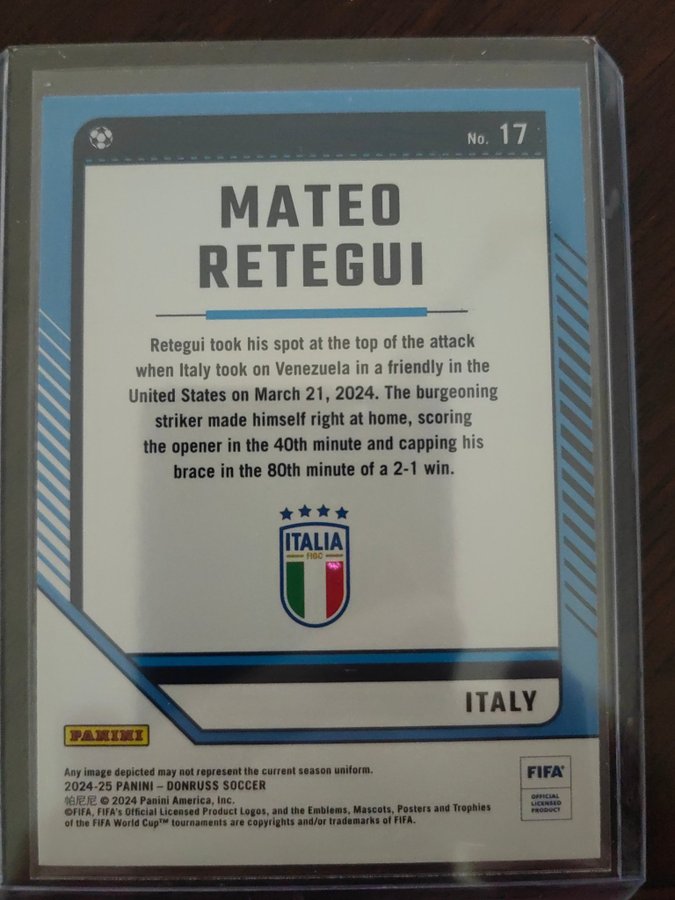 No. 17
MATEO
RETEGUI
Retegui took his spot at the top of the attack
when Italy took on Venezuela in a friendly in the
United States on March 21, 2024. The burgeoning
striker made himself right at home, scoring
the opener in the 40th minute and capping his
brace in the 80th minute of a 2-1 win.
ITALIA
FIGC
ITALY
PANINI
Any image depicted may not represent the current season uniform.
2024-25 PANINI – DONRUSS SOCCER
帕尼尼 © 2024 Panini America, Inc.
©FIFA, FIFA's Official Licensed Product Logos, and the Emblems, Mascots, Posters and Trophies
of the FIFA World Cup™ tournaments are copyrights and/or trademarks of FIFA.
FIFA®
OFFICIAL
LICENSED
PRODUCT